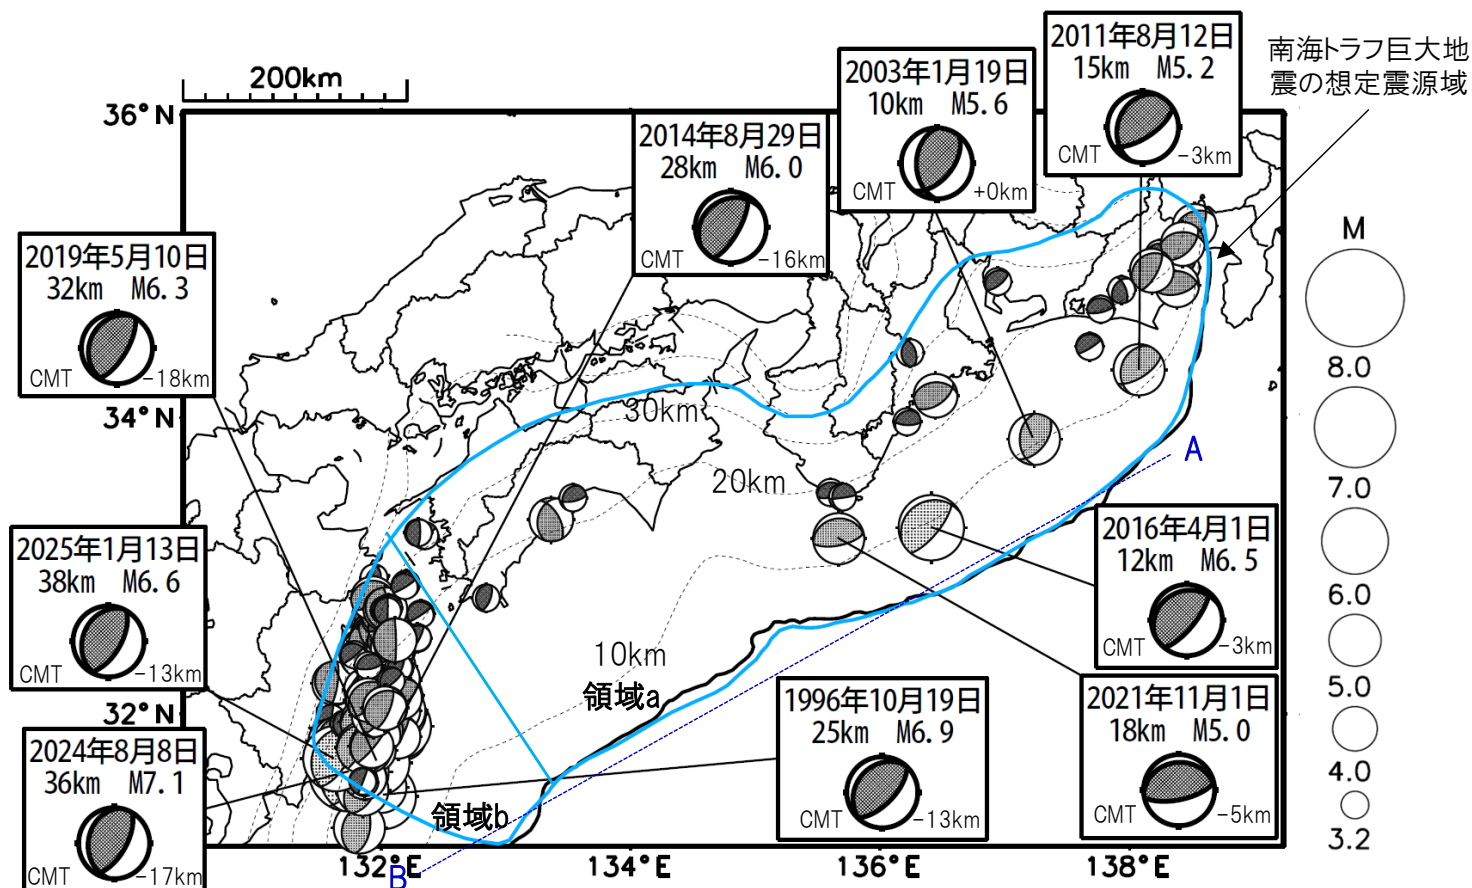 200km
36°N
34°N
32°N
132°E
134°E
136°E
138°E
2011年8月12日
15km M5.2
CMT
-3km
南海トラフ巨大地
震の想定震源域
2003年1月19日
10km M5.6
CMT
+0km
2014年8月29日
28km M6.0
CMT
-16km
2019年5月10日
32km M6.3
CMT
-18km
2025年1月13日
38km M6.6
CMT
-13km
2024年8月8日
36km M7.1
CMT
-17km
1996年10月19日
25km M6.9
CMT
-13km
2021年11月1日
18km M5.0
CMT
-5km
2016年4月1日
12km M6.5
CMT
-3km
30km
20km
10km
領域a
領域b
A
B
M
8.0
7.0
6.0
5.0
4.0
3.2